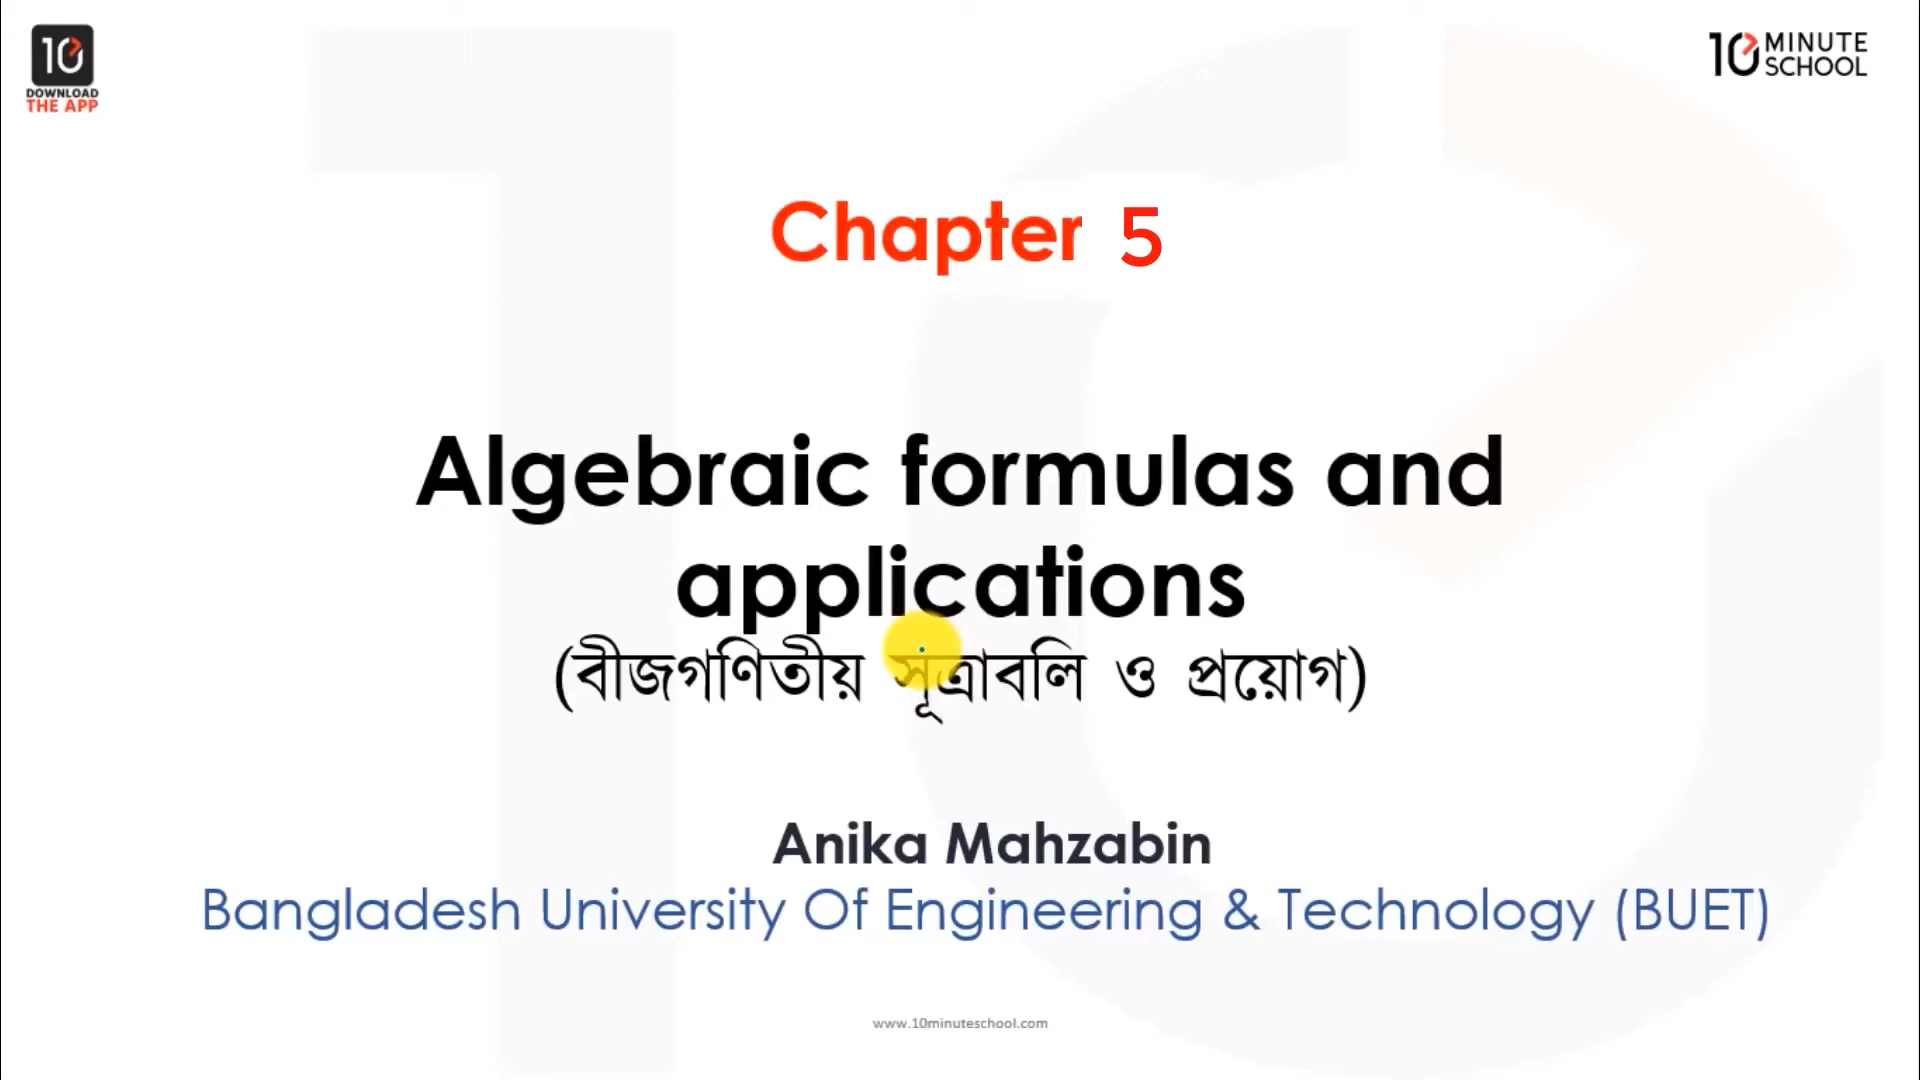 10
DOWNLOAD
THE APP
10 MINUTE
SCHOOL
Chapter 5
Algebraic formulas and
applications
(বীজগণিতীয় সূত্রাবলি ও প্রয়োগ)
Anika Mahzabin
Bangladesh University Of Engineering & Technology (BUET)
www.10minuteschool.com